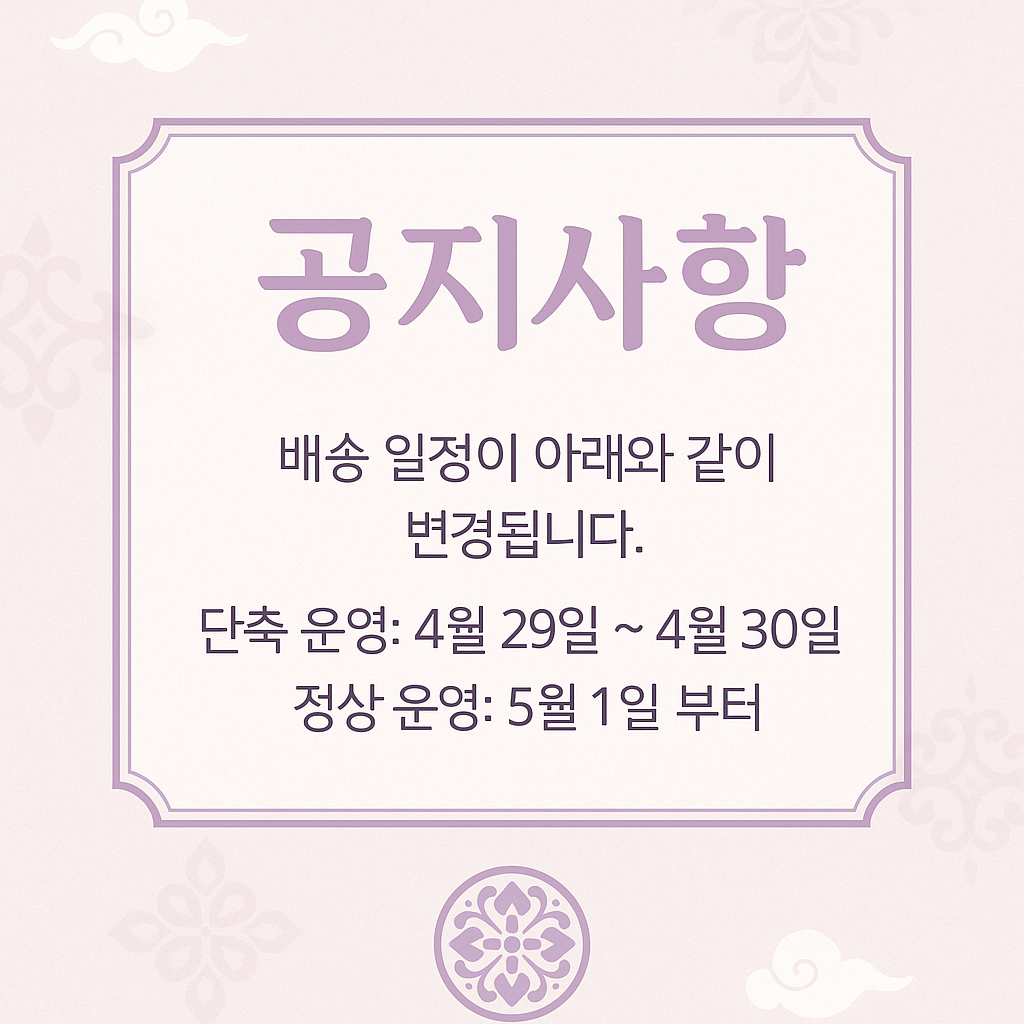 공지사항
배송 일정이 아래와 같이
변경됩니다.
단축 운영: 4월 29일 ~ 4월 30일
정상 운영: 5월 1일 부터